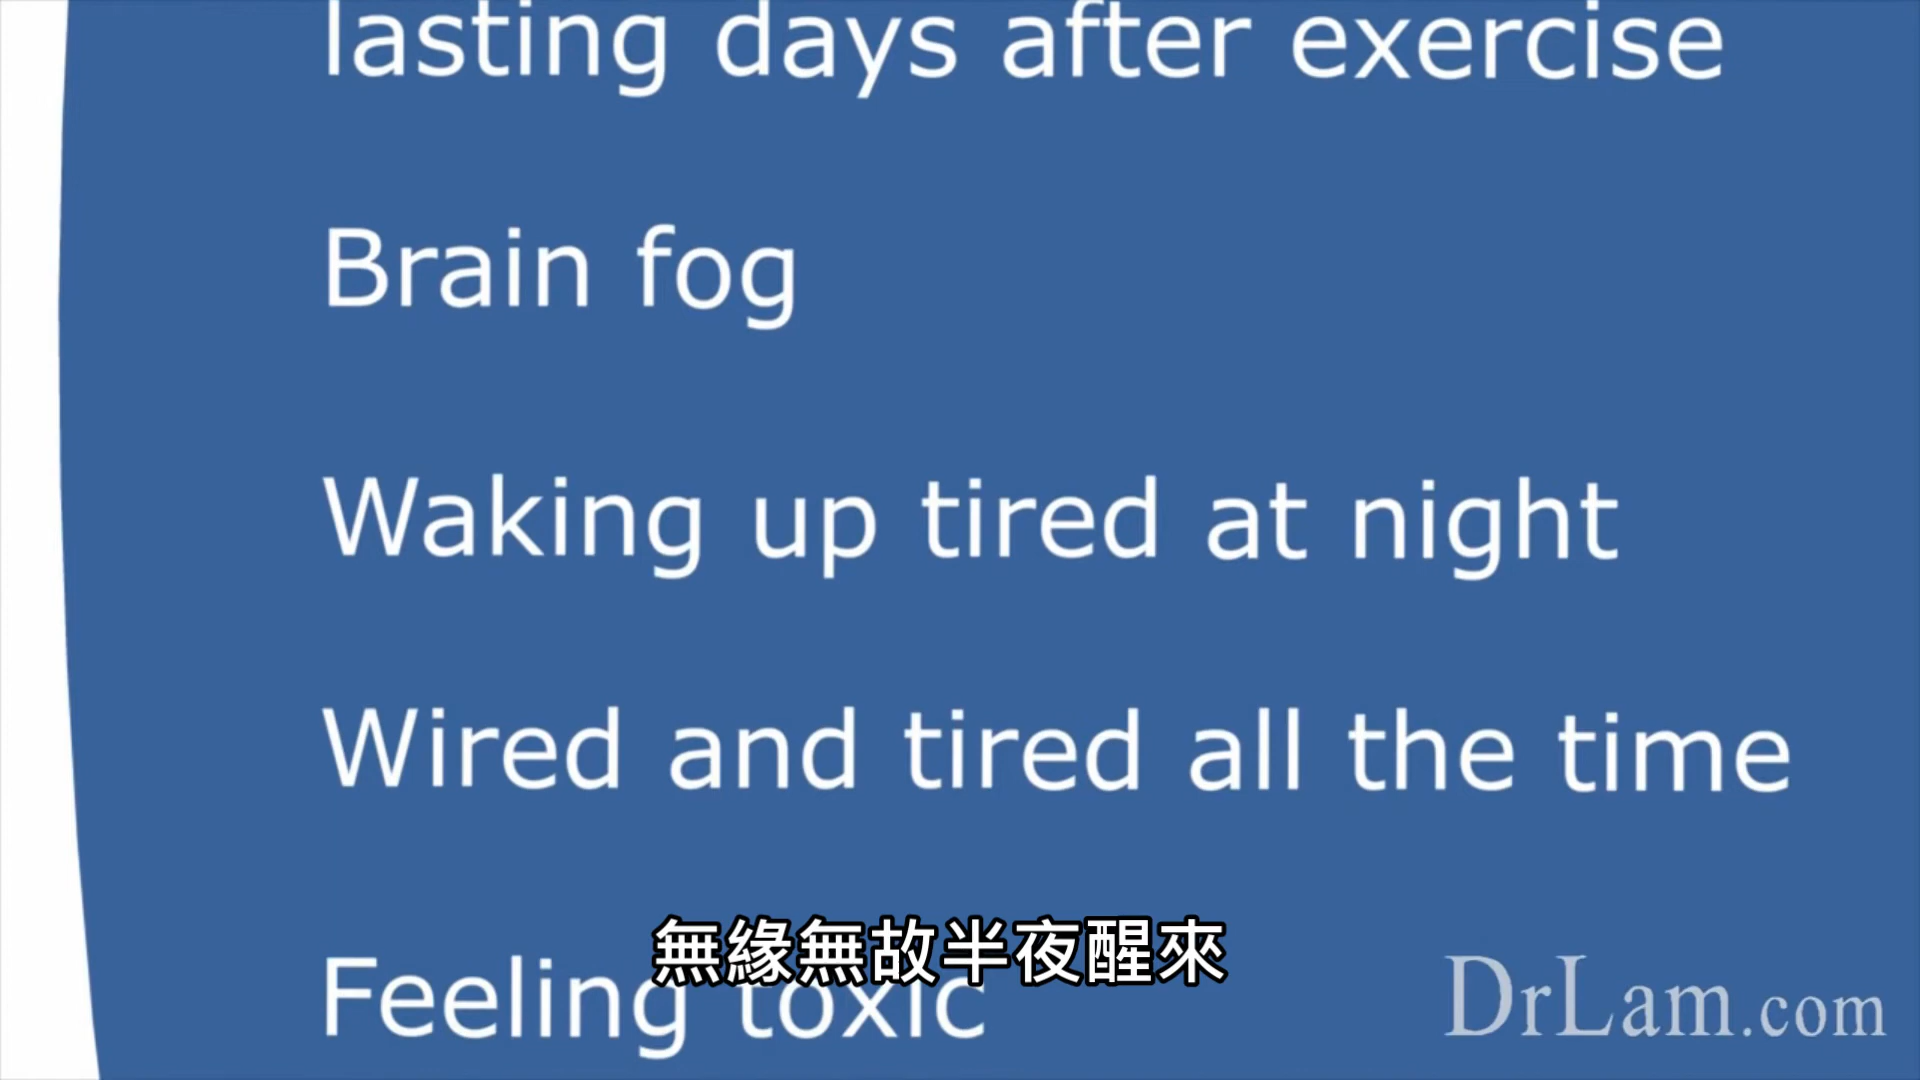 lasting days after exercise
Brain fog
Waking up tired at night
Wired and tired all the time
無緣無故半夜醒來
Feeling toxic
DrLam.com